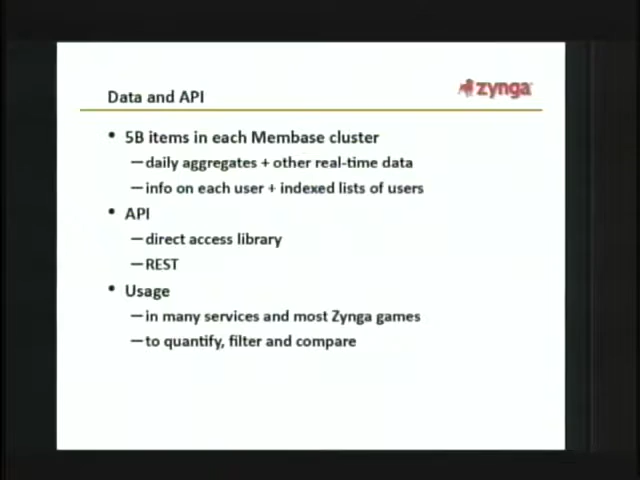 Data and API
zynga
• 5B items in each Membase cluster
—daily aggregates + other real-time data
—info on each user + indexed lists of users
• API
—direct access library
—REST
• Usage
—in many services and most Zynga games
—to quantify, filter and compare